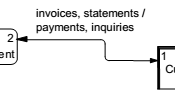 invoices, statements /
payments, inquiries
2
1